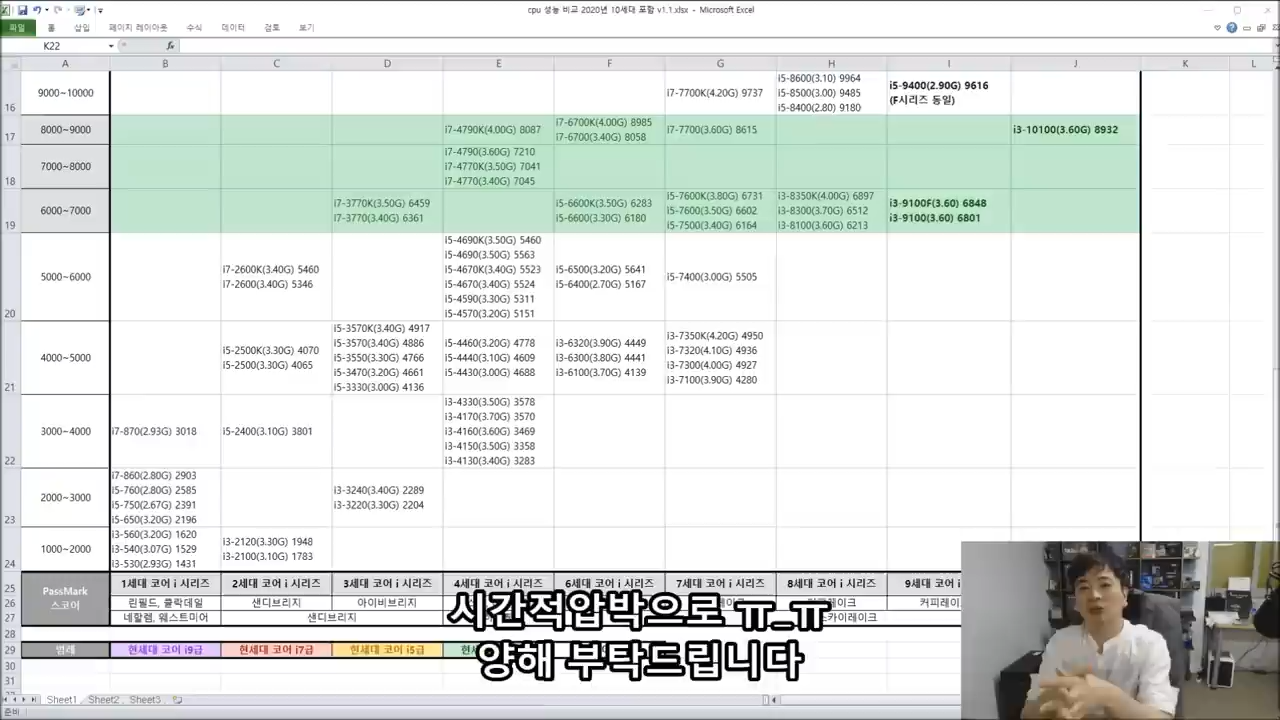 cpu 성능 비교 2020년 10세대 포함 v1.1.xlsx - Microsoft Excel
파일 홈 삽입 페이지 레이아웃 수식 데이터 검토 보기
K22 fx
A B C D E F G H I J K L
16 9000~10000
i7-7700K(4.20G) 9737
i5-8600(3.10) 9964
i5-8500(3.00) 9485
i5-8400(2.80) 9180
i5-9400(2.90G) 9616
(F시리즈 동일)
17 8000~9000
i7-4790K(4.00G) 8087
i7-6700K(4.00G) 8985
i7-6700(3.40G) 8058
i7-7700(3.60G) 8615
i3-10100(3.60G) 8932
18 7000~8000
i7-4790(3.60G) 7210
i7-4770K(3.50G) 7041
i7-4770(3.40G) 7045
19 6000~7000
i7-3770K(3.50G) 6459
i7-3770(3.40G) 6361
i5-6600K(3.50G) 6283
i5-6600(3.30G) 6180
i5-7600K(3.80G) 6731
i5-7600(3.50G) 6602
i5-7500(3.40G) 6164
i3-8350K(4.00G) 6897
i3-8300(3.70G) 6512
i3-8100(3.60G) 6213
i3-9100F(3.60) 6848
i3-9100(3.60) 6801
20 5000~6000
i7-2600K(3.40G) 5460
i7-2600(3.40G) 5346
i5-4690K(3.50G) 5460
i5-4690(3.50G) 5563
i5-4670K(3.40G) 5523
i5-4670(3.40G) 5524
i5-4590(3.30G) 5311
i5-4570(3.20G) 5151
i5-6500(3.20G) 5641
i5-6400(2.70G) 5167
i5-7400(3.00G) 5505
21 4000~5000
i5-2500K(3.30G) 4070
i5-2500(3.30G) 4065
i5-3570K(3.40G) 4917
i5-3570(3.40G) 4886
i5-3550(3.30G) 4766
i5-3470(3.20G) 4661
i5-3330(3.00G) 4136
i5-4460(3.20G) 4778
i5-4440(3.10G) 4609
i5-4430(3.00G) 4688
i3-6320(3.90G) 4449
i3-6300(3.80G) 4441
i3-6100(3.70G) 4139
i3-7350K(4.20G) 4950
i3-7320(4.10G) 4936
i3-7300(4.00G) 4927
i3-7100(3.90G) 4280
22 3000~4000
i7-870(2.93G) 3018
i5-2400(3.10G) 3801
i3-4330(3.50G) 3578
i3-4170(3.70G) 3570
i3-4160(3.60G) 3469
i3-4150(3.50G) 3358
i3-4130(3.40G) 3283
23 2000~3000
i7-860(2.80G) 2903
i5-760(2.80G) 2585
i5-750(2.67G) 2391
i5-650(3.20G) 2196
i3-3240(3.40G) 2289
i3-3220(3.30G) 2204
24 1000~2000
i3-560(3.20G) 1620
i3-540(3.07G) 1529
i3-530(2.93G) 1431
i3-2120(3.30G) 1948
i3-2100(3.10G) 1783
25 PassMark 1세대 코어 i 시리즈 2세대 코어 i 시리즈 3세대 코어 i 시리즈 4세대 코어 i 시리즈 6세대 코어 i 시리즈 7세대 코어 i 시리즈 8세대 코어 i 시리즈 9세대 코어 i
26 스코어 린필드, 클락데일 샌디브리지 아이비브리지 커피레이
27 네할렘, 웨스트미어 샌디브리지 스카이레이크
28
29 범례 현세대 코어 i9급 현세대 코어 i7급 현세대 코어 i5급
30
31
시간적압박으로 ㅠ_ㅠ
양해 부탁드립니다
Sheet1 Sheet2 Sheet3
준비